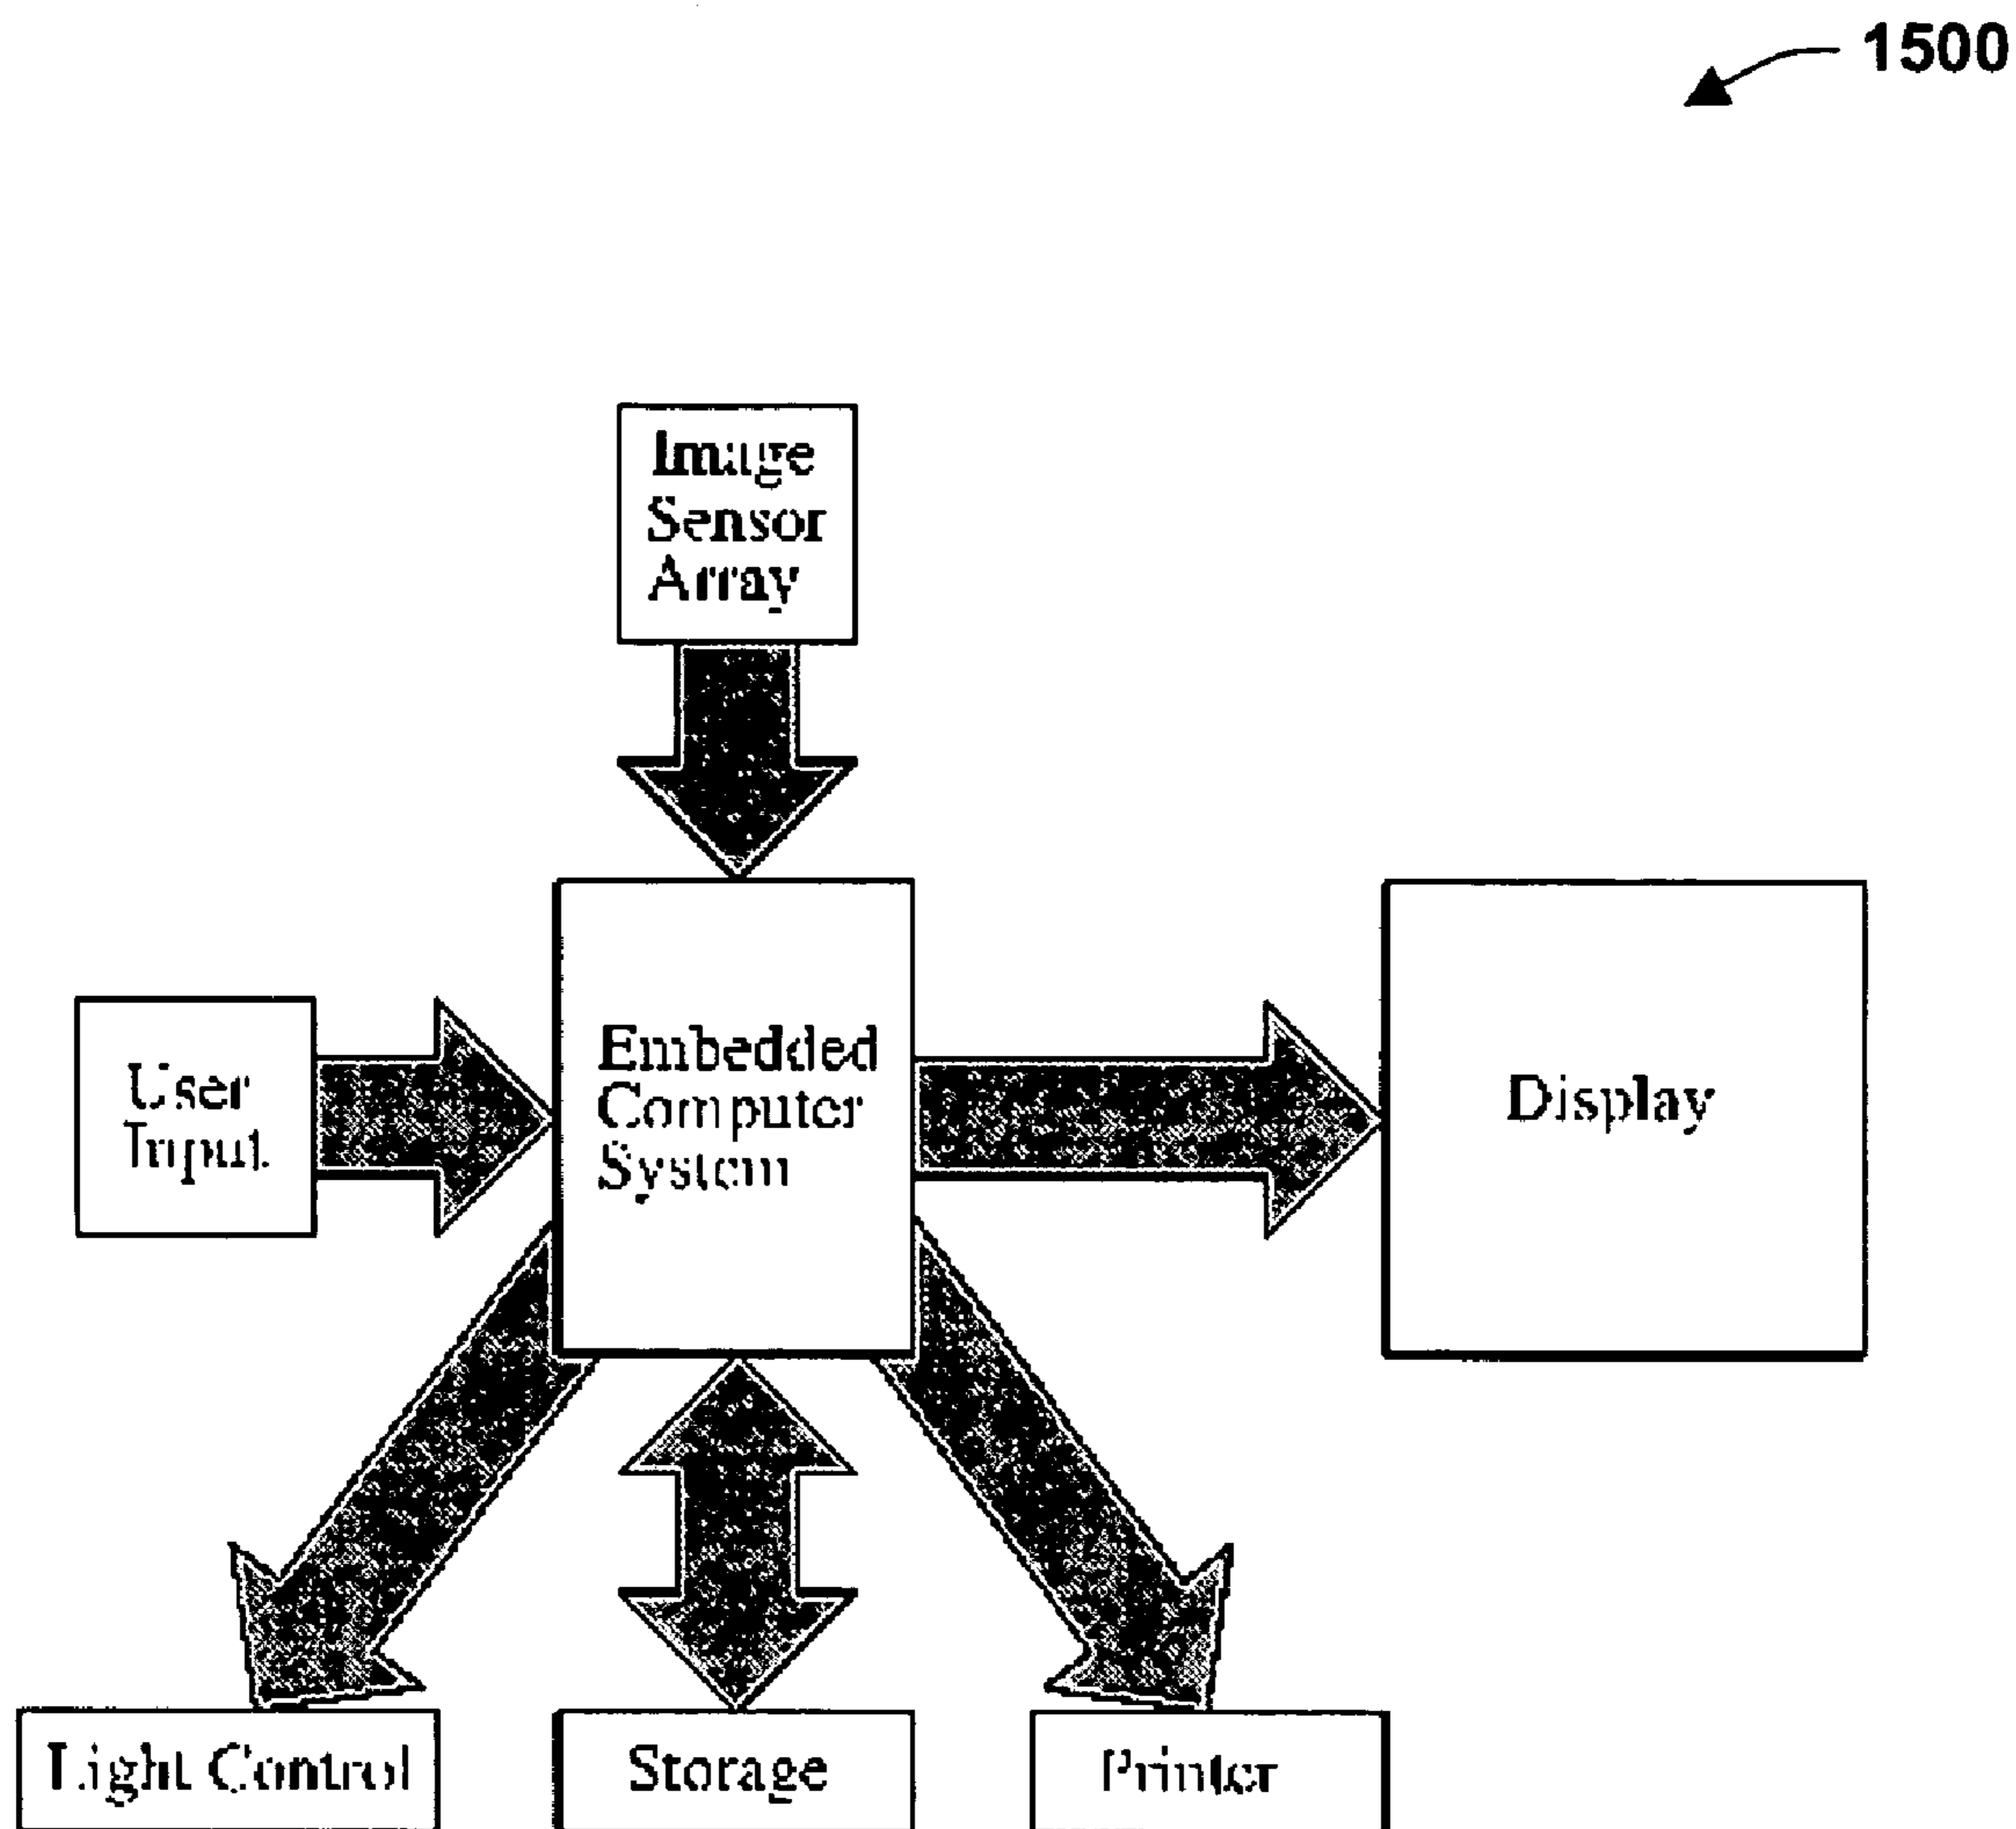 1500
Image
Sensor
Array
User
Input
Embedded
Computer
System
Display
Light Control
Storage
Printer